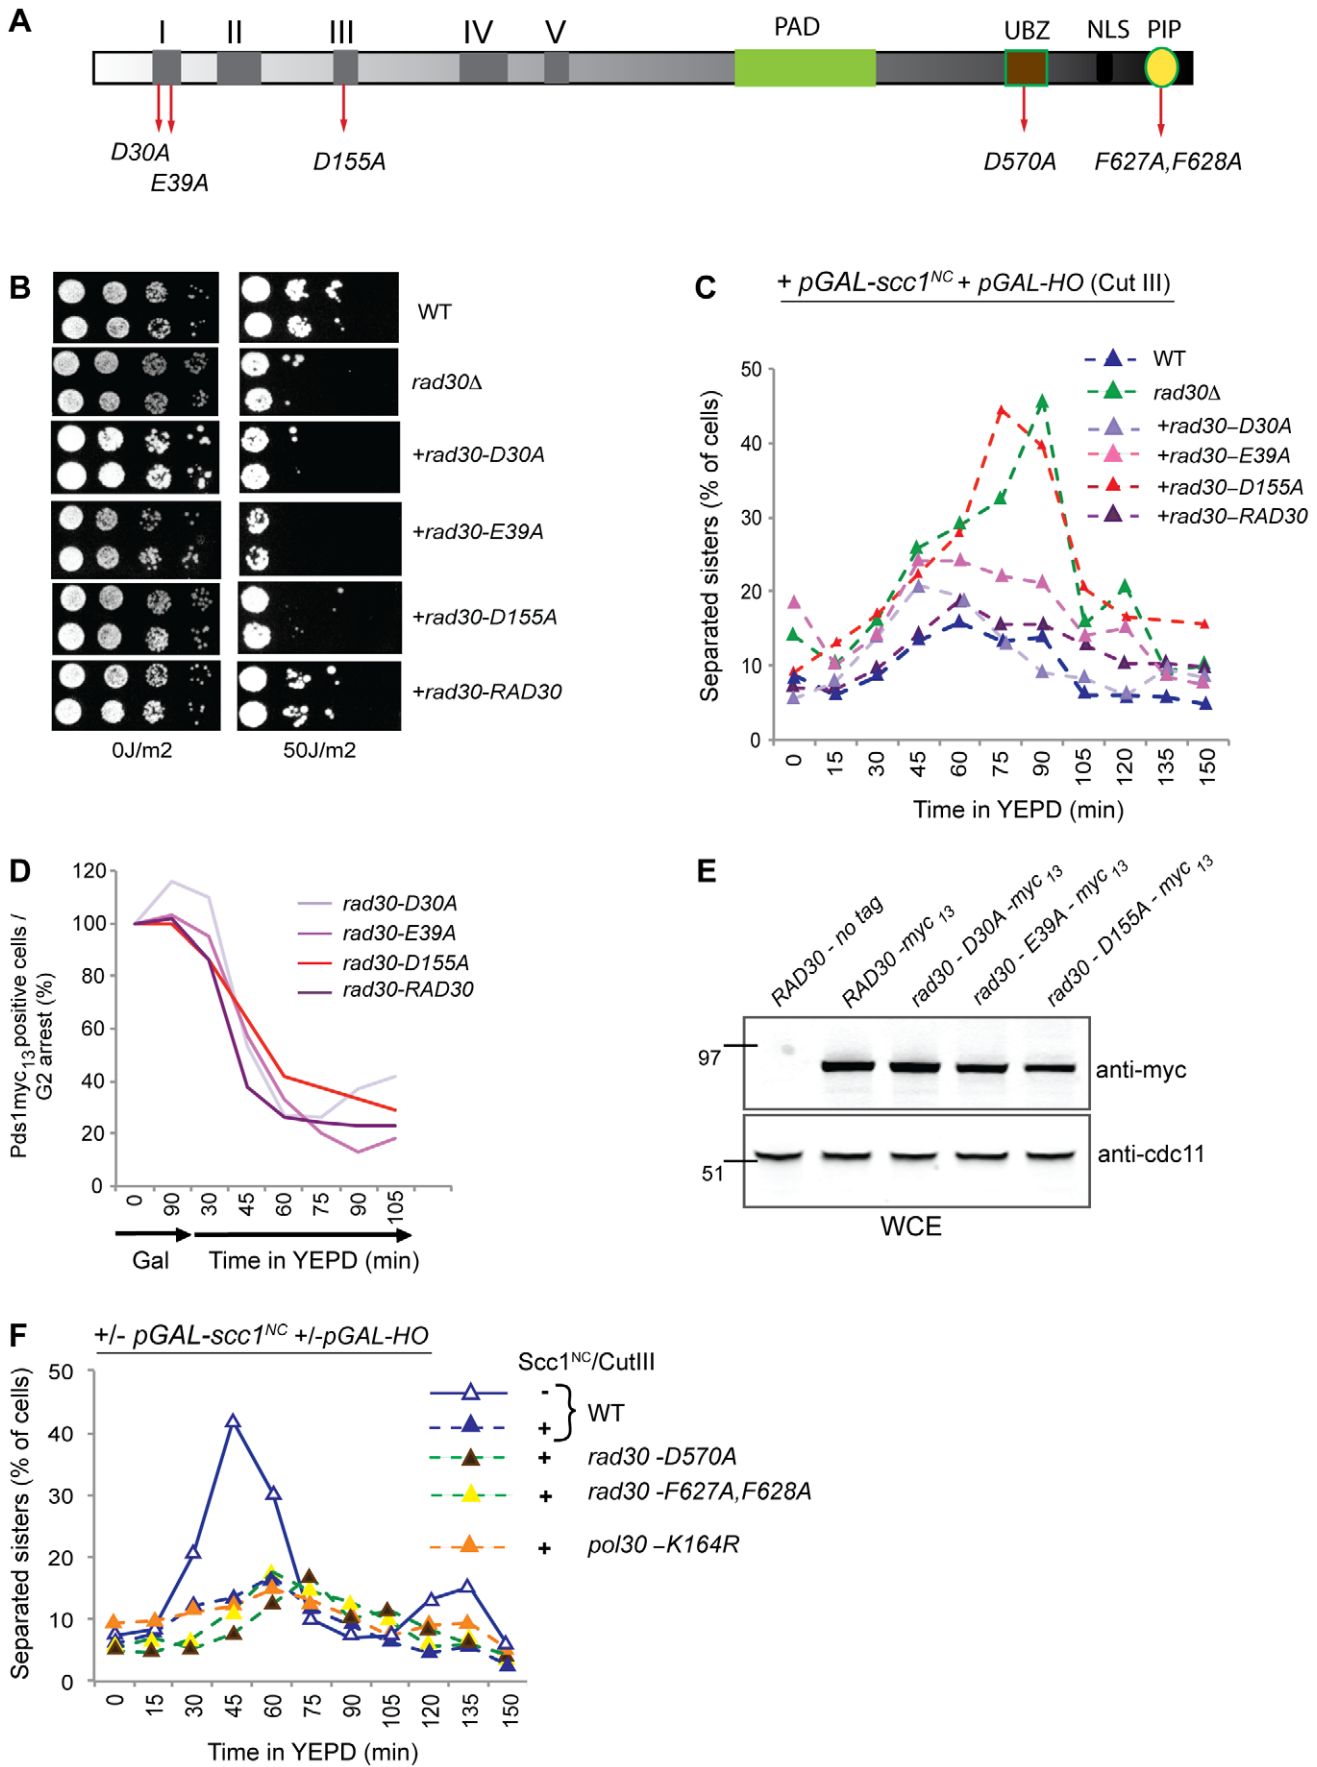 A
I II III IV V PAD UBZ NLS PIP
D30A
E39A
D155A
D570A
F627A,F628A
B
WT
rad30Δ
+rad30-D30A
+rad30-E39A
+rad30-D155A
+rad30-RAD30
0J/m2 50J/m2
C
+ pGAL-scc1NC + pGAL-HO (Cut III)
WT
rad30Δ
+rad30–D30A
+rad30–E39A
+rad30–D155A
+rad30–RAD30
Separated sisters (% of cells)
50
40
30
20
10
0
0 15 30 45 60 75 90 105 120 135 150
Time in YEPD (min)
D
Pds1myc13positive cells /
G2 arrest (%)
120
100
80
60
40
20
0
rad30-D30A
rad30-E39A
rad30-D155A
rad30-RAD30
0 90 30 45 60 75 90 105
Gal Time in YEPD (min)
E
RAD30 - no tag
RAD30 -myc 13
rad30 - D30A -myc 13
rad30 - E39A - myc 13
rad30 - D155A - myc 13
97
anti-myc
51
anti-cdc11
WCE
F
+/- pGAL-scc1NC +/-pGAL-HO
Scc1NC/CutIII
-
+
WT
+ rad30 -D570A
+ rad30 -F627A,F628A
+ pol30 –K164R
Separated sisters (% of cells)
50
40
30
20
10
0
0 15 30 45 60 75 90 105 120 135 150
Time in YEPD (min)